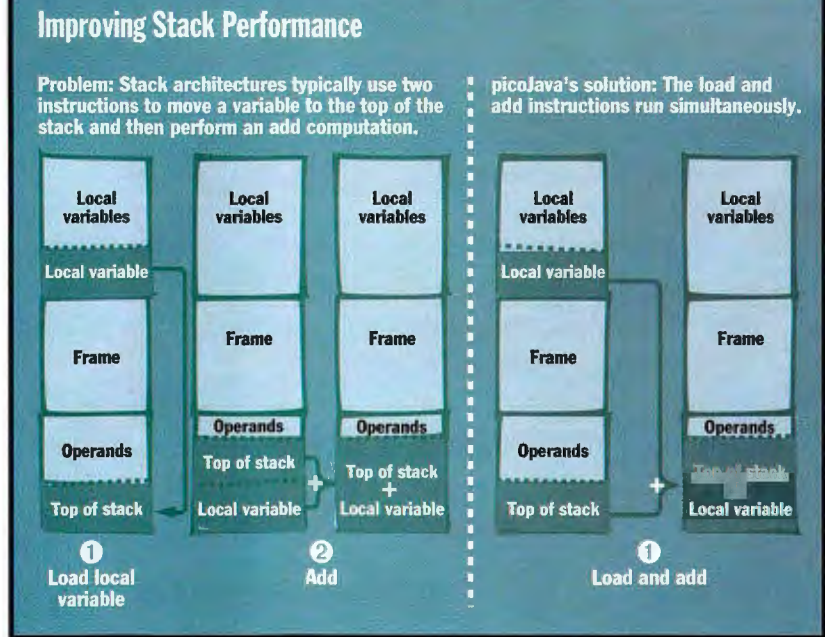 Improving Stack Performance
Problem: Stack architectures typically use two
instructions to move a variable to the top of the
stack and then perform an add computation.
picoJava's solution: The load and
add instructions run simultaneously.
Local
variables
Local variable
Frame
Operands
Top of stack
1
Load local
variable
Local
variables
Frame
Operands
Top of stack
Local variable
+
Local
variables
Frame
Operands
Top of stack
+
Local variable
2
Add
Local
variables
Local variable
Frame
Operands
Top of stack
+
Local
variables
Frame
Operands
Top of stack
Local variable
1
Load and add